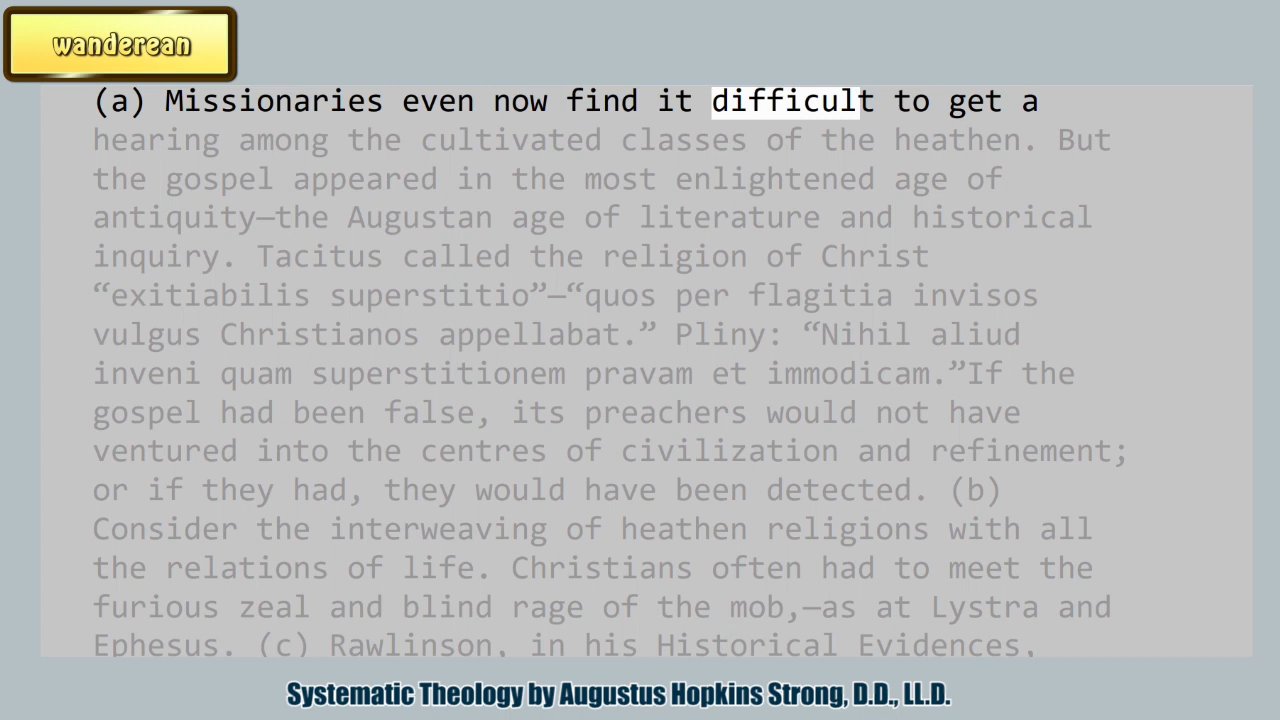 wanderean
(a) Missionaries even now find it difficult to get a
hearing among the cultivated classes of the heathen. But
the gospel appeared in the most enlightened age of
antiquity—the Augustan age of literature and historical
inquiry. Tacitus called the religion of Christ
“exitiabilis superstitio”—“quos per flagitia invisos
vulgus Christianos appellabat.” Pliny: “Nihil aliud
inveni quam superstitionem pravam et immodicam.”If the
gospel had been false, its preachers would not have
ventured into the centres of civilization and refinement;
or if they had, they would have been detected. (b)
Consider the interweaving of heathen religions with all
the relations of life. Christians often had to meet the
furious zeal and blind rage of the mob,—as at Lystra and
Ephesus. (c) Rawlinson, in his Historical Evidences,
Systematic Theology by Augustus Hopkins Strong, D.D., LL.D.